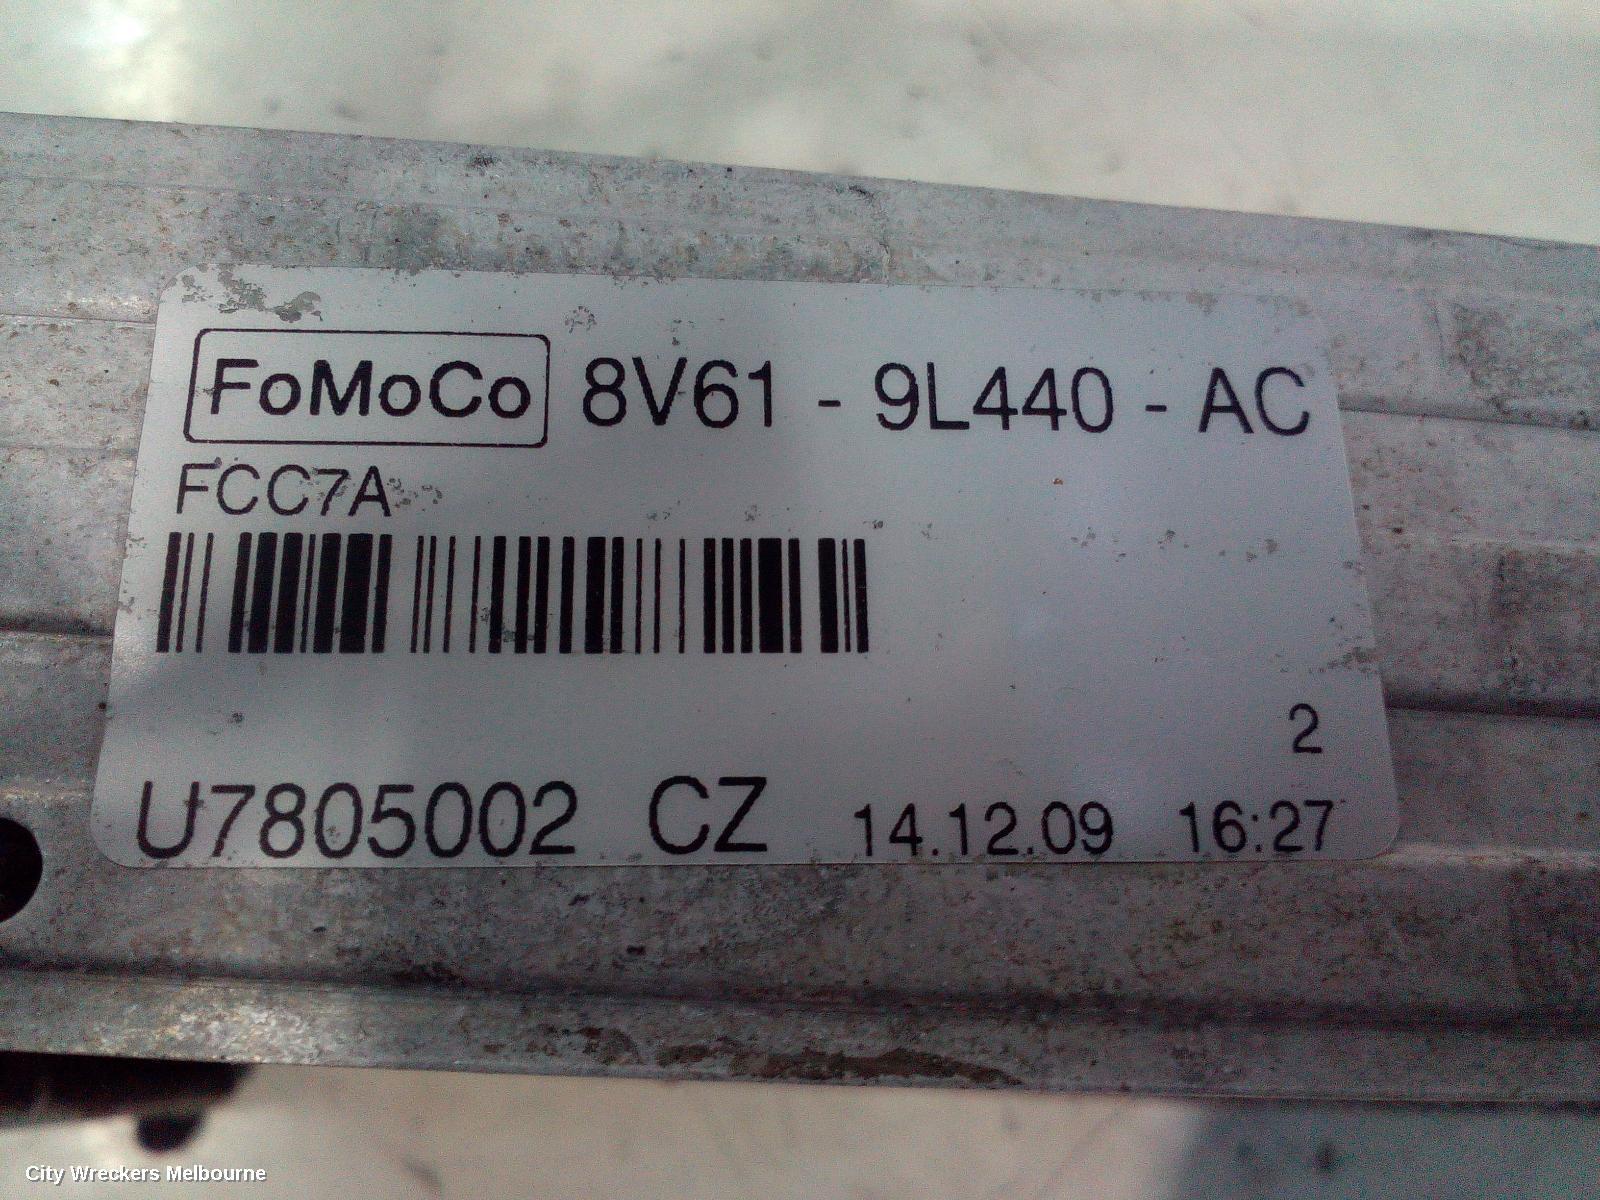 FoMoCo 8V61 - 9L440 - AC
FCC7A
2
U7805002 CZ 14.12.09 16:27
City Wreckers Melbourne